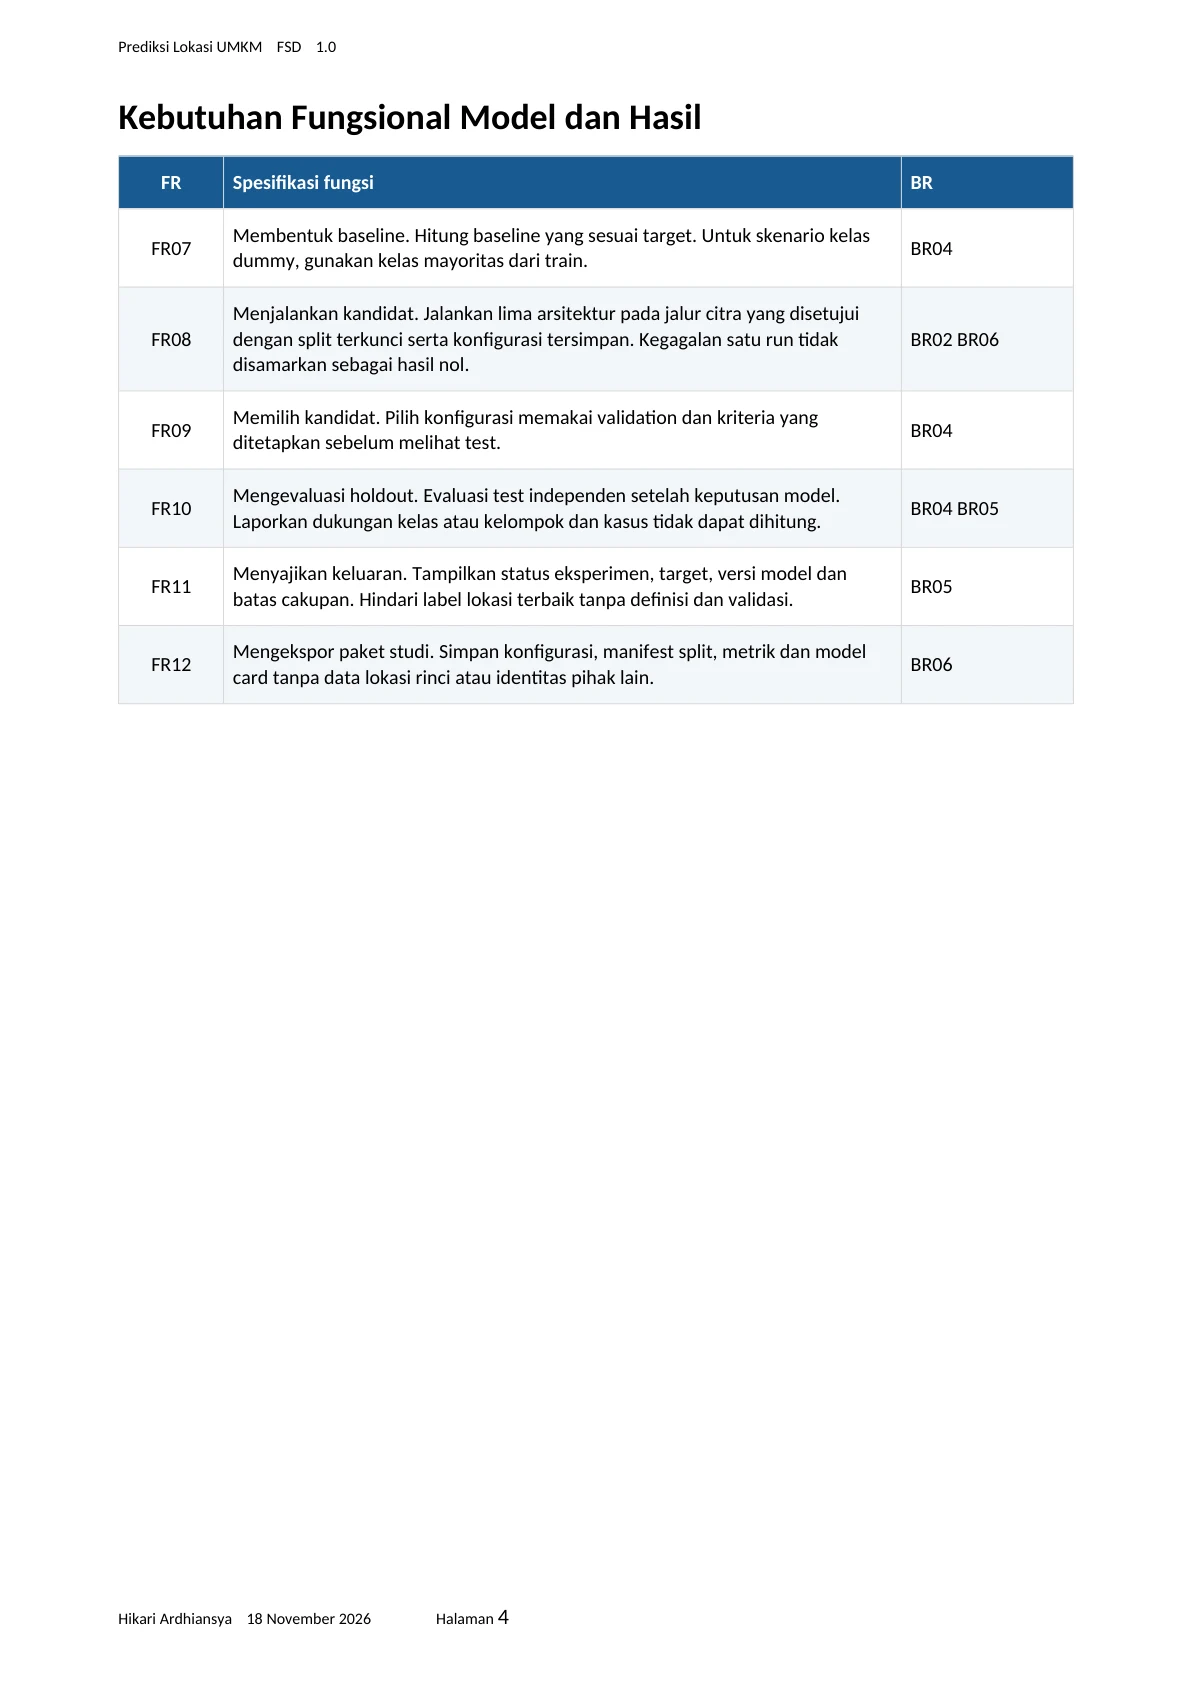 Prediksi Lokasi UMKM FSD 1.0
Kebutuhan Fungsional Model dan Hasil
FR Spesifikasi fungsi BR
FR07 Membentuk baseline. Hitung baseline yang sesuai target. Untuk skenario kelas
dummy, gunakan kelas mayoritas dari train. BR04
FR08 Menjalankan kandidat. Jalankan lima arsitektur pada jalur citra yang disetujui
dengan split terkunci serta konfigurasi tersimpan. Kegagalan satu run tidak
disamarkan sebagai hasil nol. BR02 BR06
FR09 Memilih kandidat. Pilih konfigurasi memakai validation dan kriteria yang
ditetapkan sebelum melihat test. BR04
FR10 Mengevaluasi holdout. Evaluasi test independen setelah keputusan model.
Laporkan dukungan kelas atau kelompok dan kasus tidak dapat dihitung. BR04 BR05
FR11 Menyajikan keluaran. Tampilkan status eksperimen, target, versi model dan
batas cakupan. Hindari label lokasi terbaik tanpa definisi dan validasi. BR05
FR12 Mengekspor paket studi. Simpan konfigurasi, manifest split, metrik dan model
card tanpa data lokasi rinci atau identitas pihak lain. BR06
Hikari Ardhiansya 18 November 2026 Halaman 4